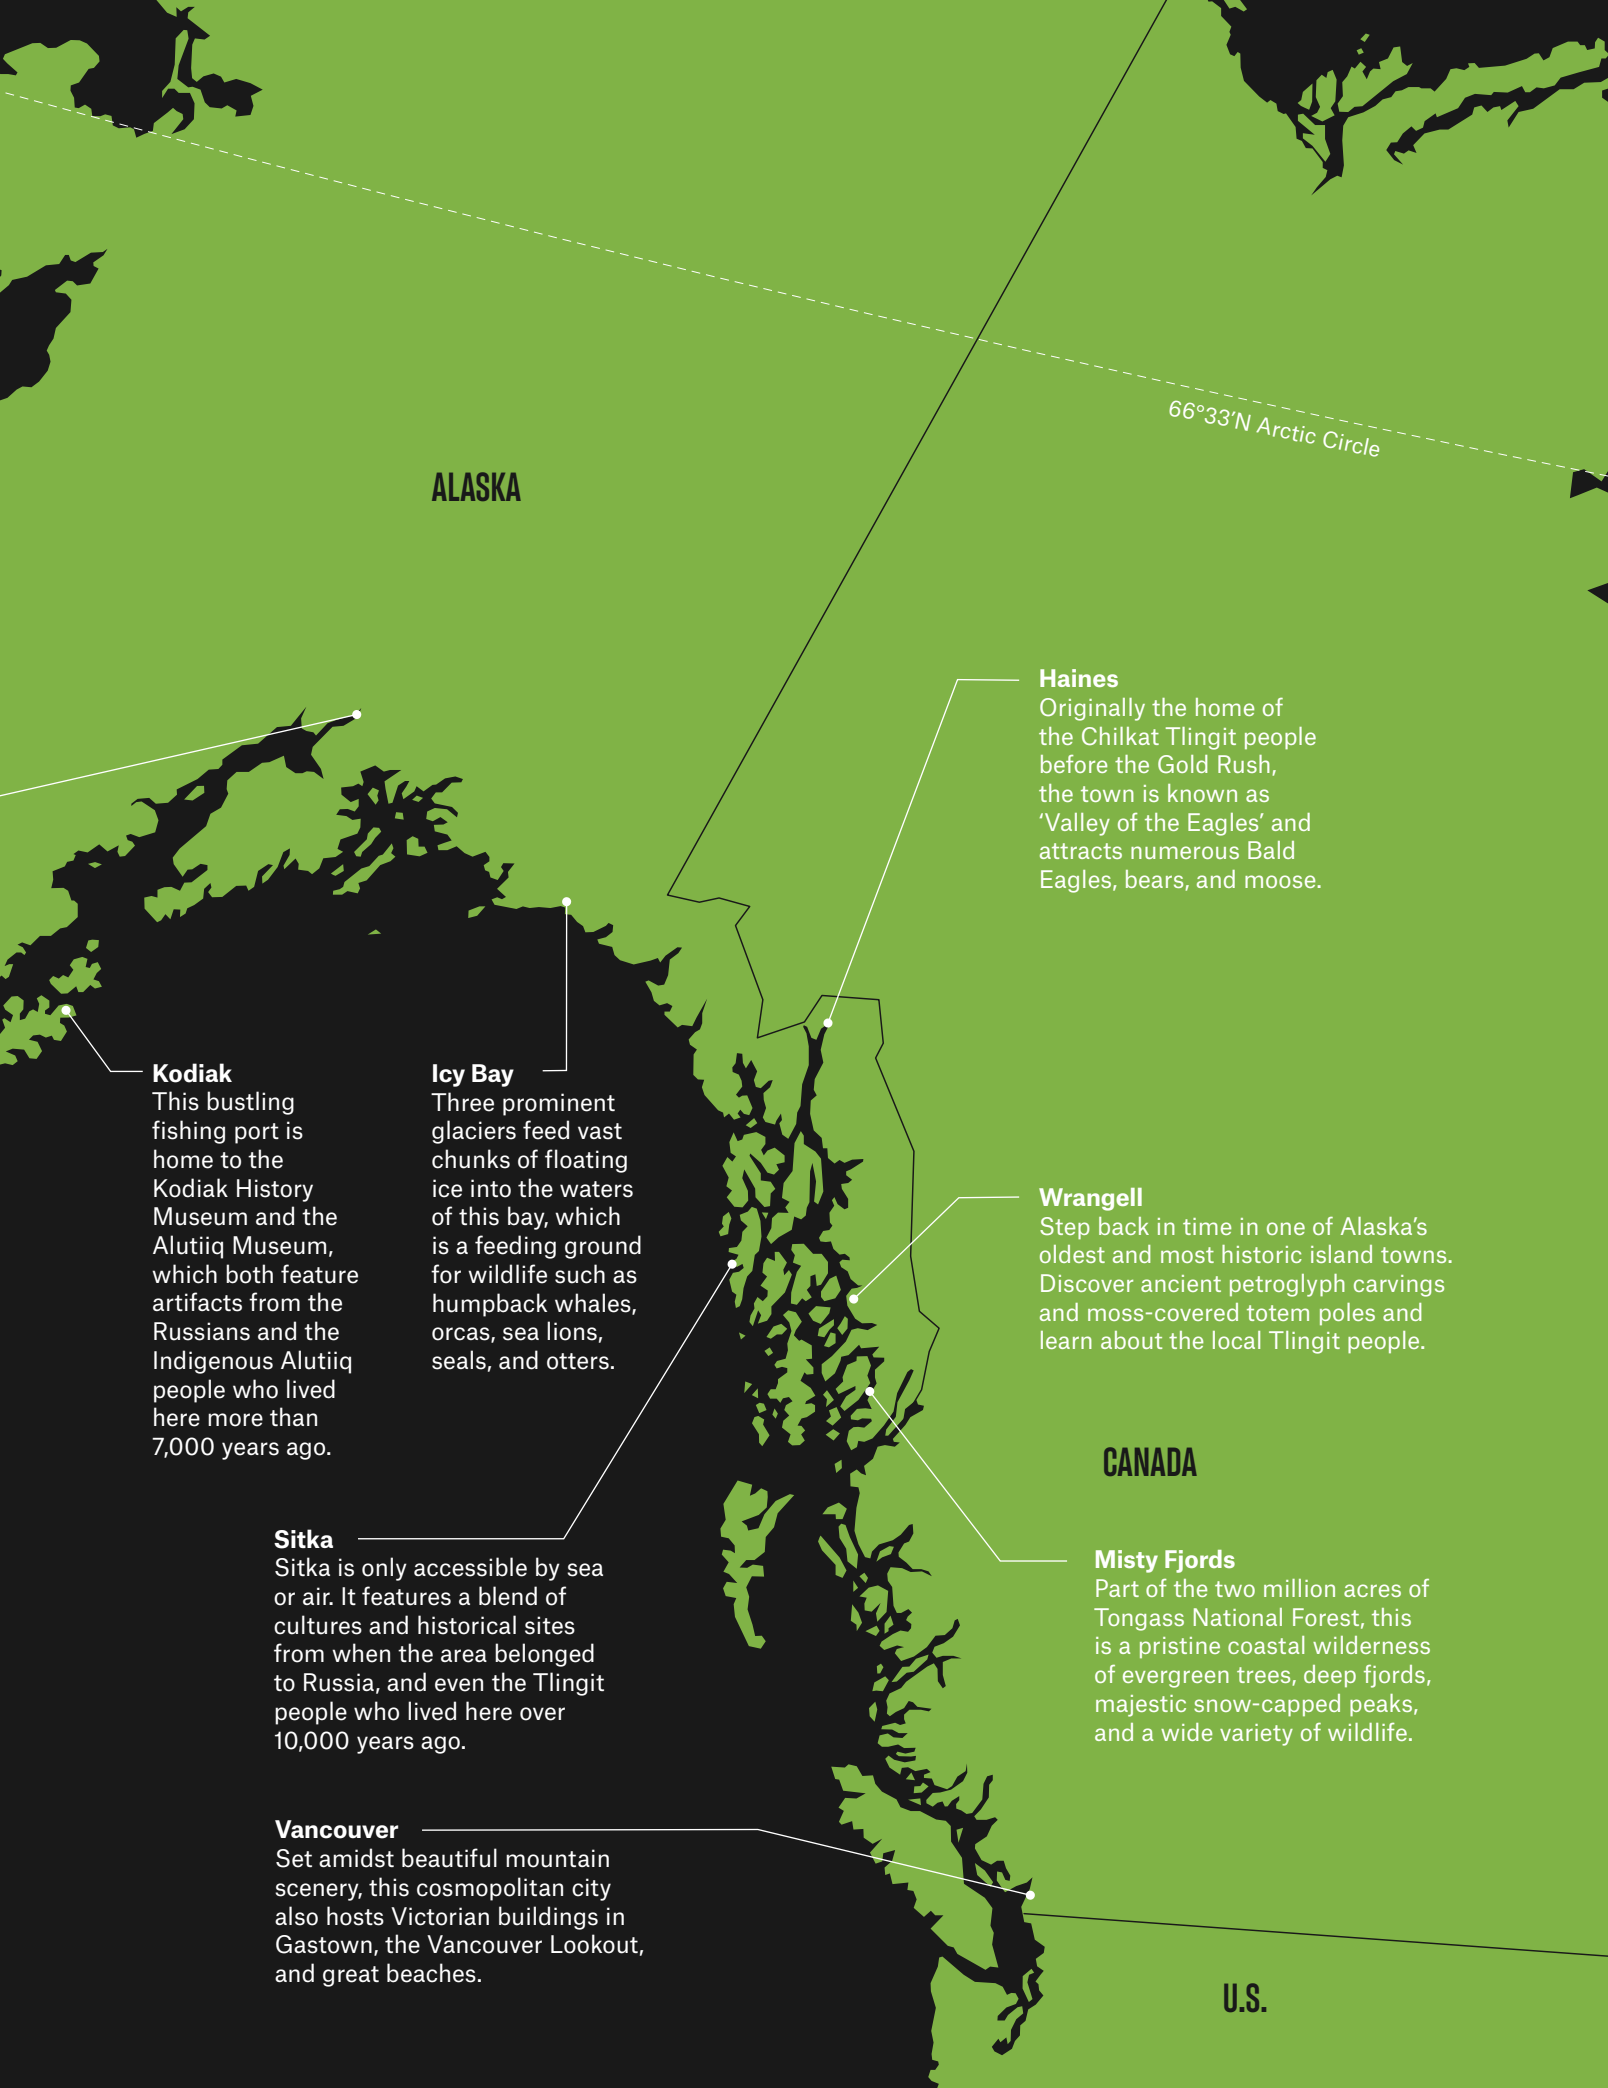 66°33’N Arctic Circle
ALASKA
Haines
Originally the home of
the Chilkat Tlingit people
before the Gold Rush,
the town is known as
‘Valley of the Eagles’ and
attracts numerous Bald
Eagles, bears, and moose.
Kodiak
This bustling
fishing port is
home to the
Kodiak History
Museum and the
Alutiiq Museum,
which both feature
artifacts from the
Russians and the
Indigenous Alutiiq
people who lived
here more than
7,000 years ago.
Icy Bay
Three prominent
glaciers feed vast
chunks of floating
ice into the waters
of this bay, which
is a feeding ground
for wildlife such as
humpback whales,
orcas, sea lions,
seals, and otters.
Wrangell
Step back in time in one of Alaska’s
oldest and most historic island towns.
Discover ancient petroglyph carvings
and moss-covered totem poles and
learn about the local Tlingit people.
CANADA
Sitka
Sitka is only accessible by sea
or air. It features a blend of
cultures and historical sites
from when the area belonged
to Russia, and even the Tlingit
people who lived here over
10,000 years ago.
Misty Fjords
Part of the two million acres of
Tongass National Forest, this
is a pristine coastal wilderness
of evergreen trees, deep fjords,
majestic snow-capped peaks,
and a wide variety of wildlife.
Vancouver
Set amidst beautiful mountain
scenery, this cosmopolitan city
also hosts Victorian buildings in
Gastown, the Vancouver Lookout,
and great beaches.
U.S.